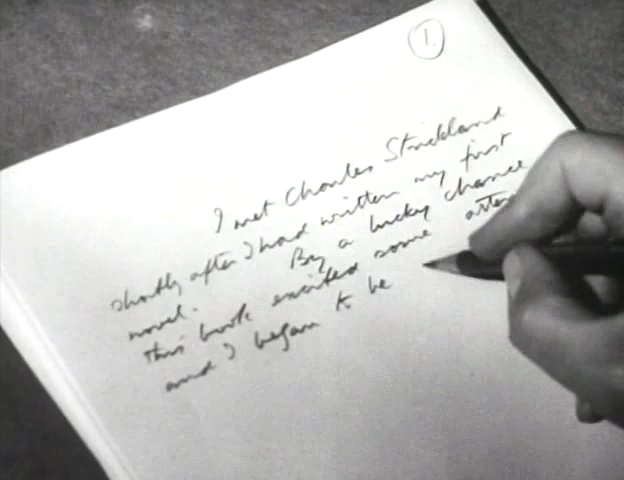 1.
I met Charles Strickland
shortly after I had written my first
novel. By a lucky chance
this book excited some
and I began to be